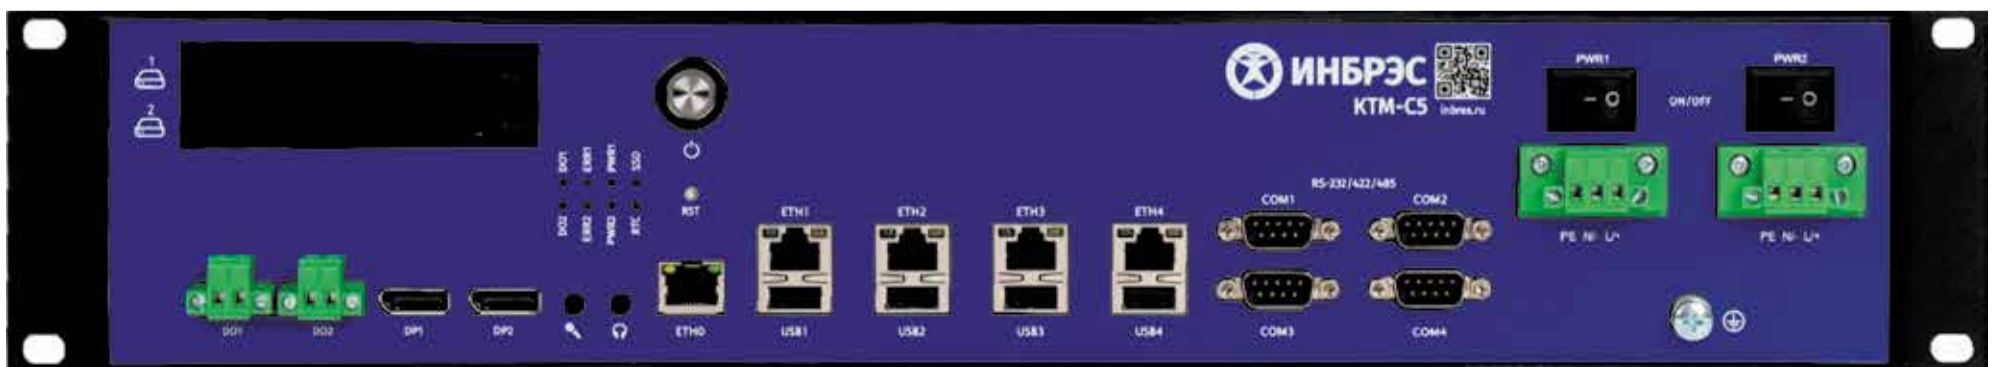 1
2
DO1
ERR1
PWR1
SSD
DO2
ERR2
PWR2
RTC
RST
ИНБРЭС
КТМ-С5
inbres.ru
PWR1
ON/OFF
PWR2
RS-232/422/485
COM1
COM2
ETH1
ETH2
ETH3
ETH4
PE N/- L/+
PE N/- L/+
DO1
DO2
DP1
DP2
ETH0
USB1
USB2
USB3
USB4
COM3
COM4